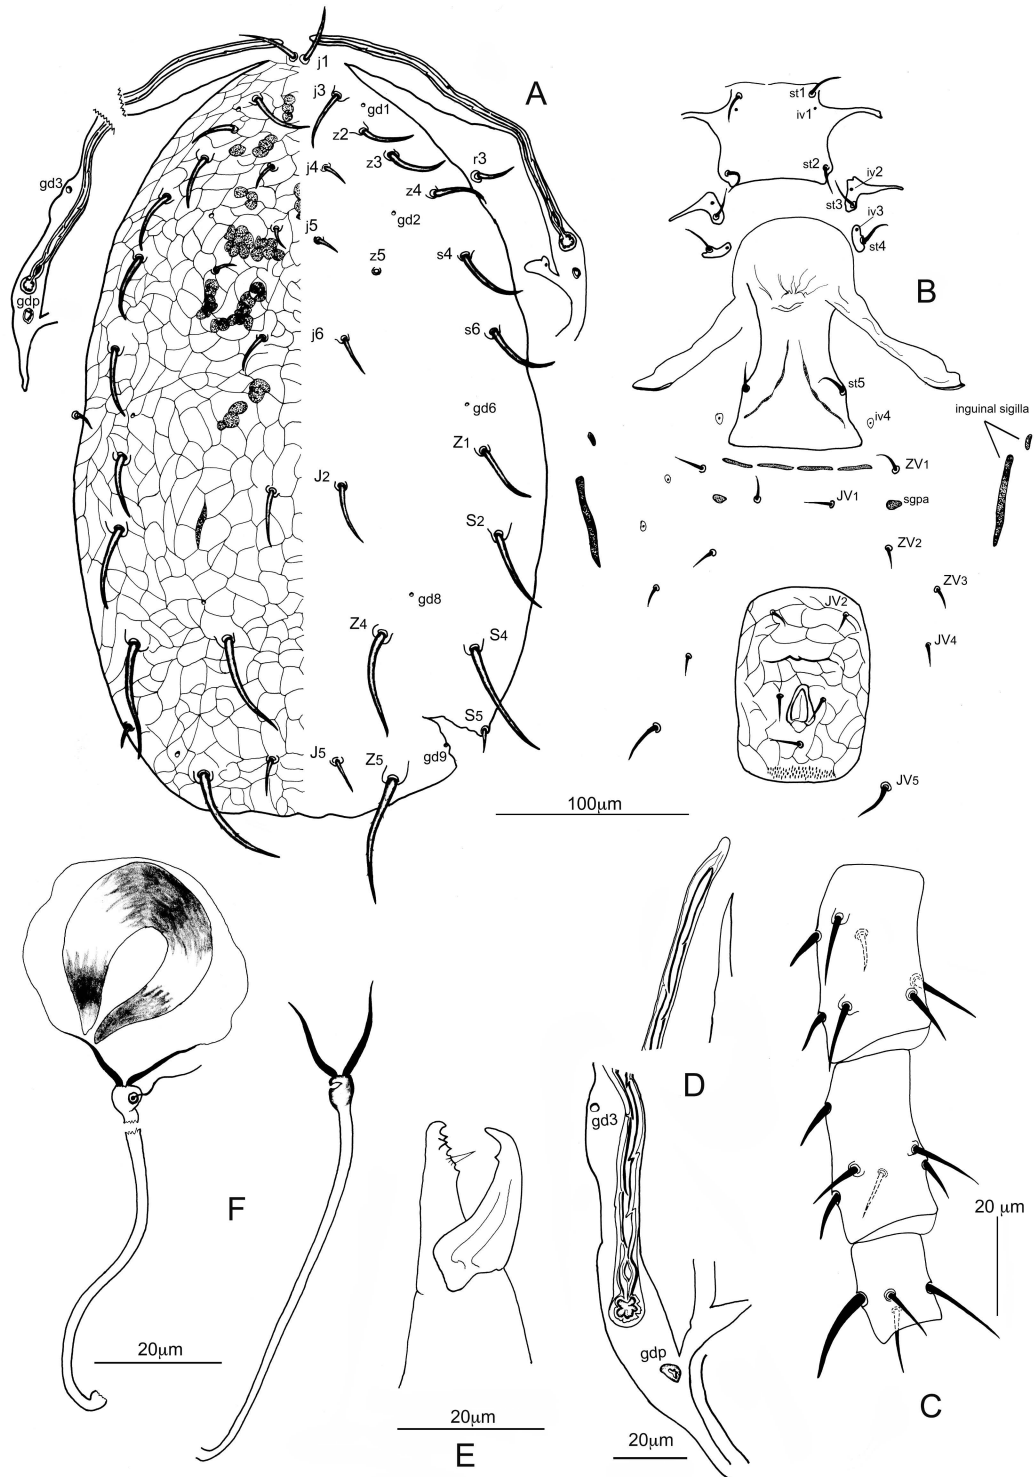 A
j1
j3
gd1
z2
z3
r3
j4
z4
gd3
gd2
j5
s4
z5
gdp
j6
s6
gd6
Z1
J2
S2
gd8
Z4
S4
S5
J5
Z5
gd9
100μm
B
st1
iv1
st2
iv2
st3
iv3
st4
st5
iv4
inguinal sigilla
ZV1
JV1
sgpa
ZV2
ZV3
JV2
JV4
JV5
F
20μm
E
20μm
D
gd3
gdp
20μm
C
20 μm